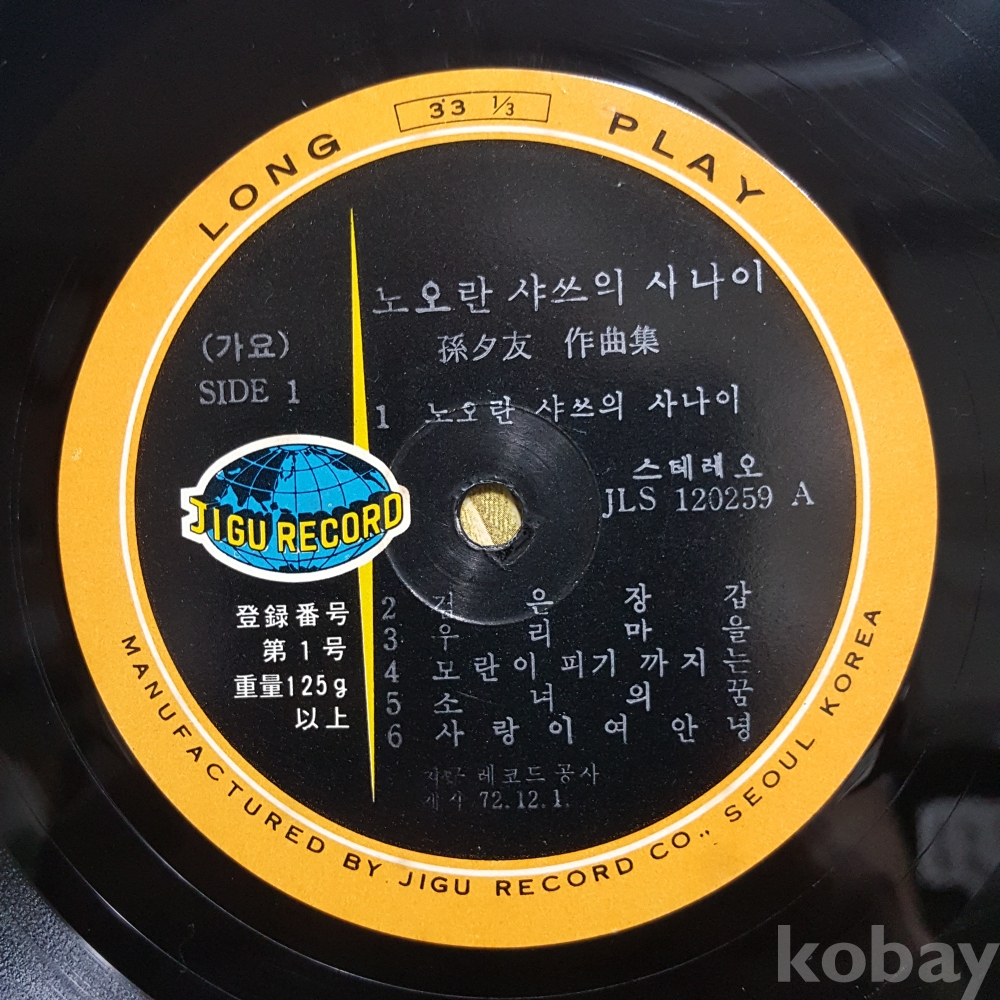 33 ⅓
LONG PLAY
노오란 샤쓰의 사나이
孫夕友 作曲集
(가요)
SIDE 1
1 노오란 샤쓰의 사나이
스테레오
JLS 120259 A
JIGU RECORD
登録番号
第1号
重量125g
以上
2 검은장갑
3 우리마을
4 모란이피기까지는
5 소녀의꿈
6 사랑이여안녕
레코드 공사
72.12.1.
MANUFACTURED BY JIGU RECORD CO., SEOUL KOREA
kobay